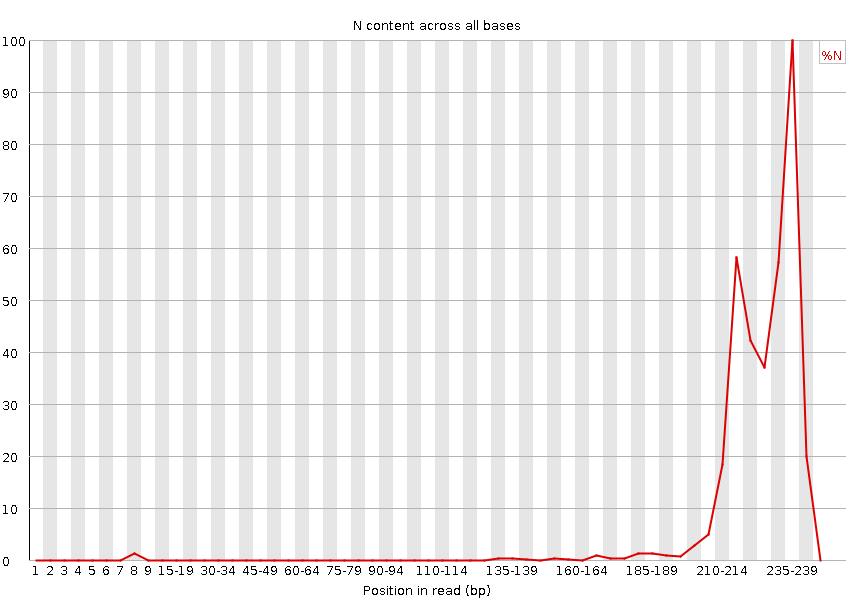 N content across all bases
%N
100
90
80
70
60
50
40
30
20
10
0
1 2 3 4 5 6 7 8 9 15-19 30-34 45-49 60-64 75-79 90-94 110-114 135-139 160-164 185-189 210-214 235-239
Position in read (bp)